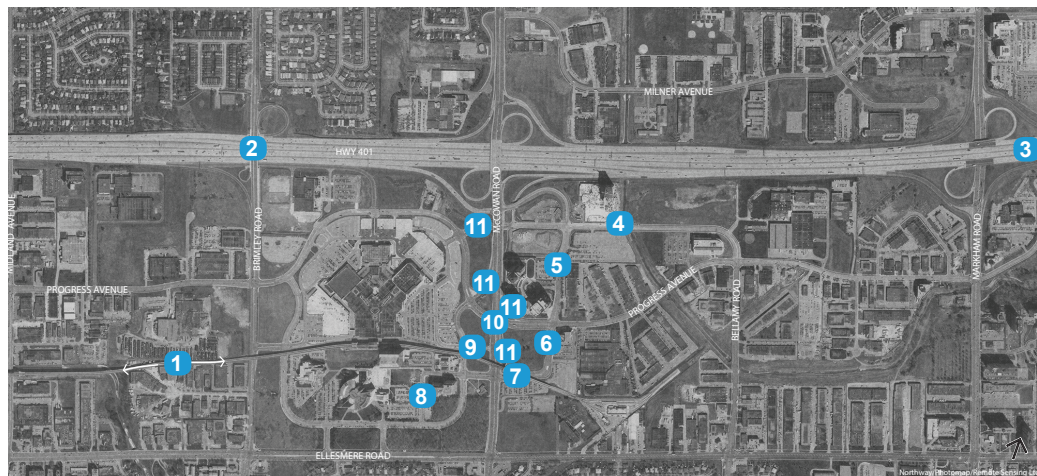 MILNER AVENUE
2
HWY 401
3
MIDLAND AVENUE
BRIMLEY ROAD
McCOWAN ROAD
MARKHAM ROAD
11
4
5
11
PROGRESS AVENUE
PROGRESS AVENUE
11
BELLAMY ROAD
10
9
11
6
1
7
8
ELLESMERE ROAD
Northway/Photomap/Remote Sensing Ltd